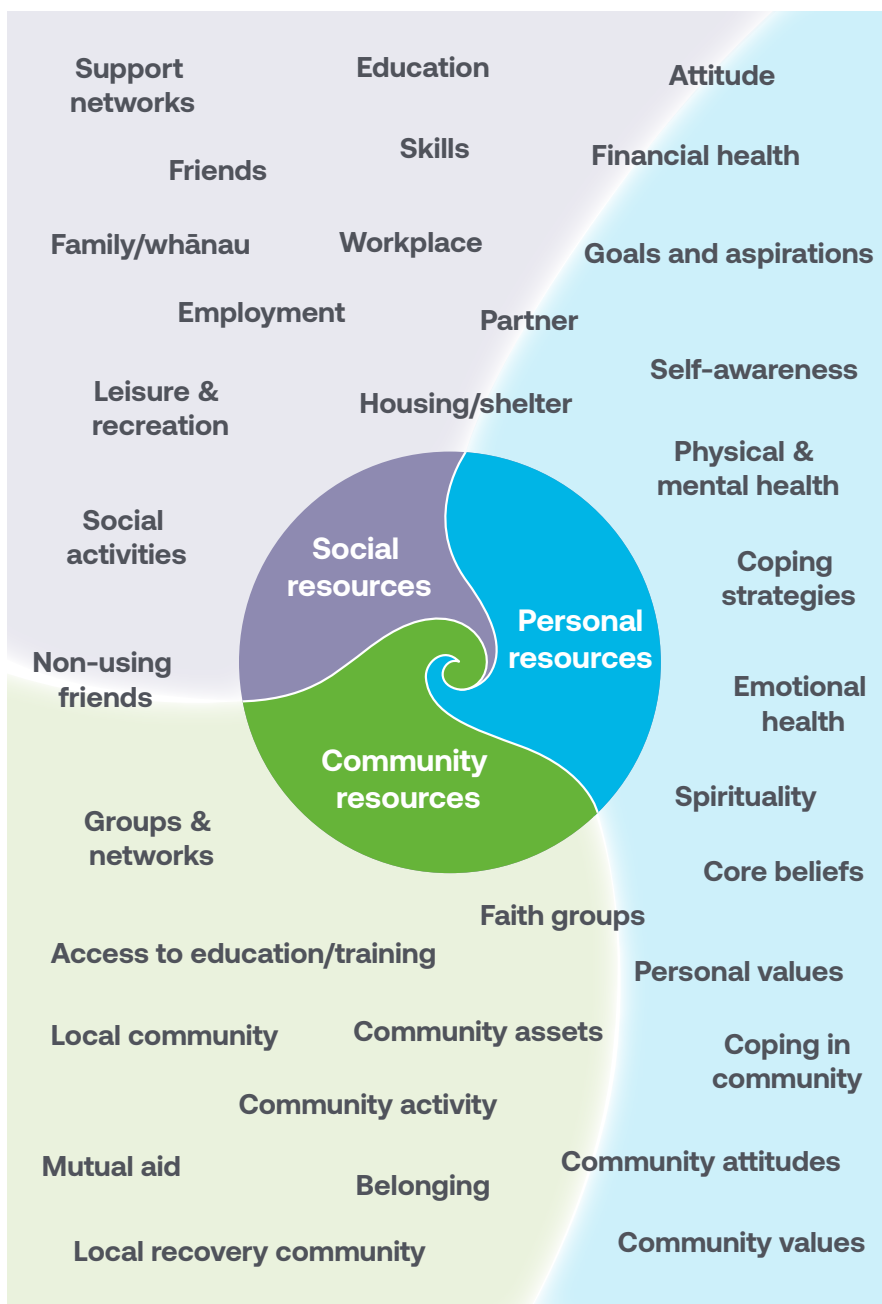 Support
networks
Education
Attitude
Skills
Friends
Financial health
Family/whānau
Workplace
Goals and aspirations
Employment
Partner
Self-awareness
Leisure &
recreation
Housing/shelter
Physical &
mental health
Social
activities
Social
resources
Coping
strategies
Personal
resources
Non-using
friends
Emotional
health
Community
resources
Spirituality
Groups &
networks
Core beliefs
Faith groups
Access to education/training
Personal values
Local community
Community assets
Coping in
community
Community activity
Mutual aid
Community attitudes
Belonging
Local recovery community
Community values